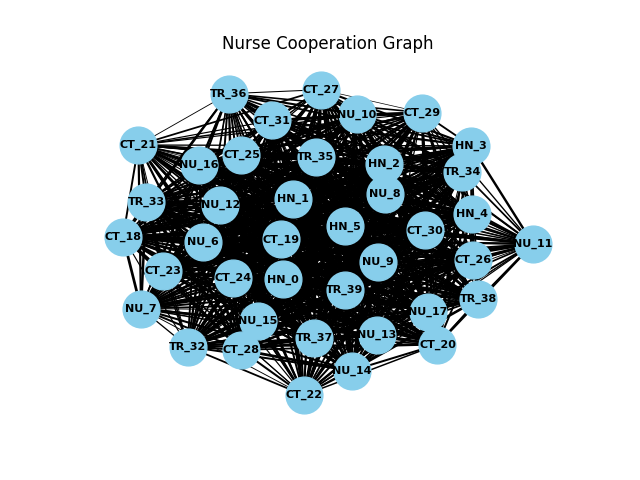 Nurse Cooperation Graph
CT_27
TR_36
NU_10
CT_29
CT_31
CT_21
HN_3
CT_25
TR_35
NU_16
HN_2
TR_34
NU_8
HN_1
TR_33
NU_12
HN_4
HN_5
CT_30
CT_18
CT_19
NU_6
NU_11
CT_26
NU_9
CT_23
CT_24
HN_0
TR_39
TR_38
NU_7
NU_17
NU_15
NU_13
TR_37
CT_20
TR_32
CT_28
NU_14
CT_22